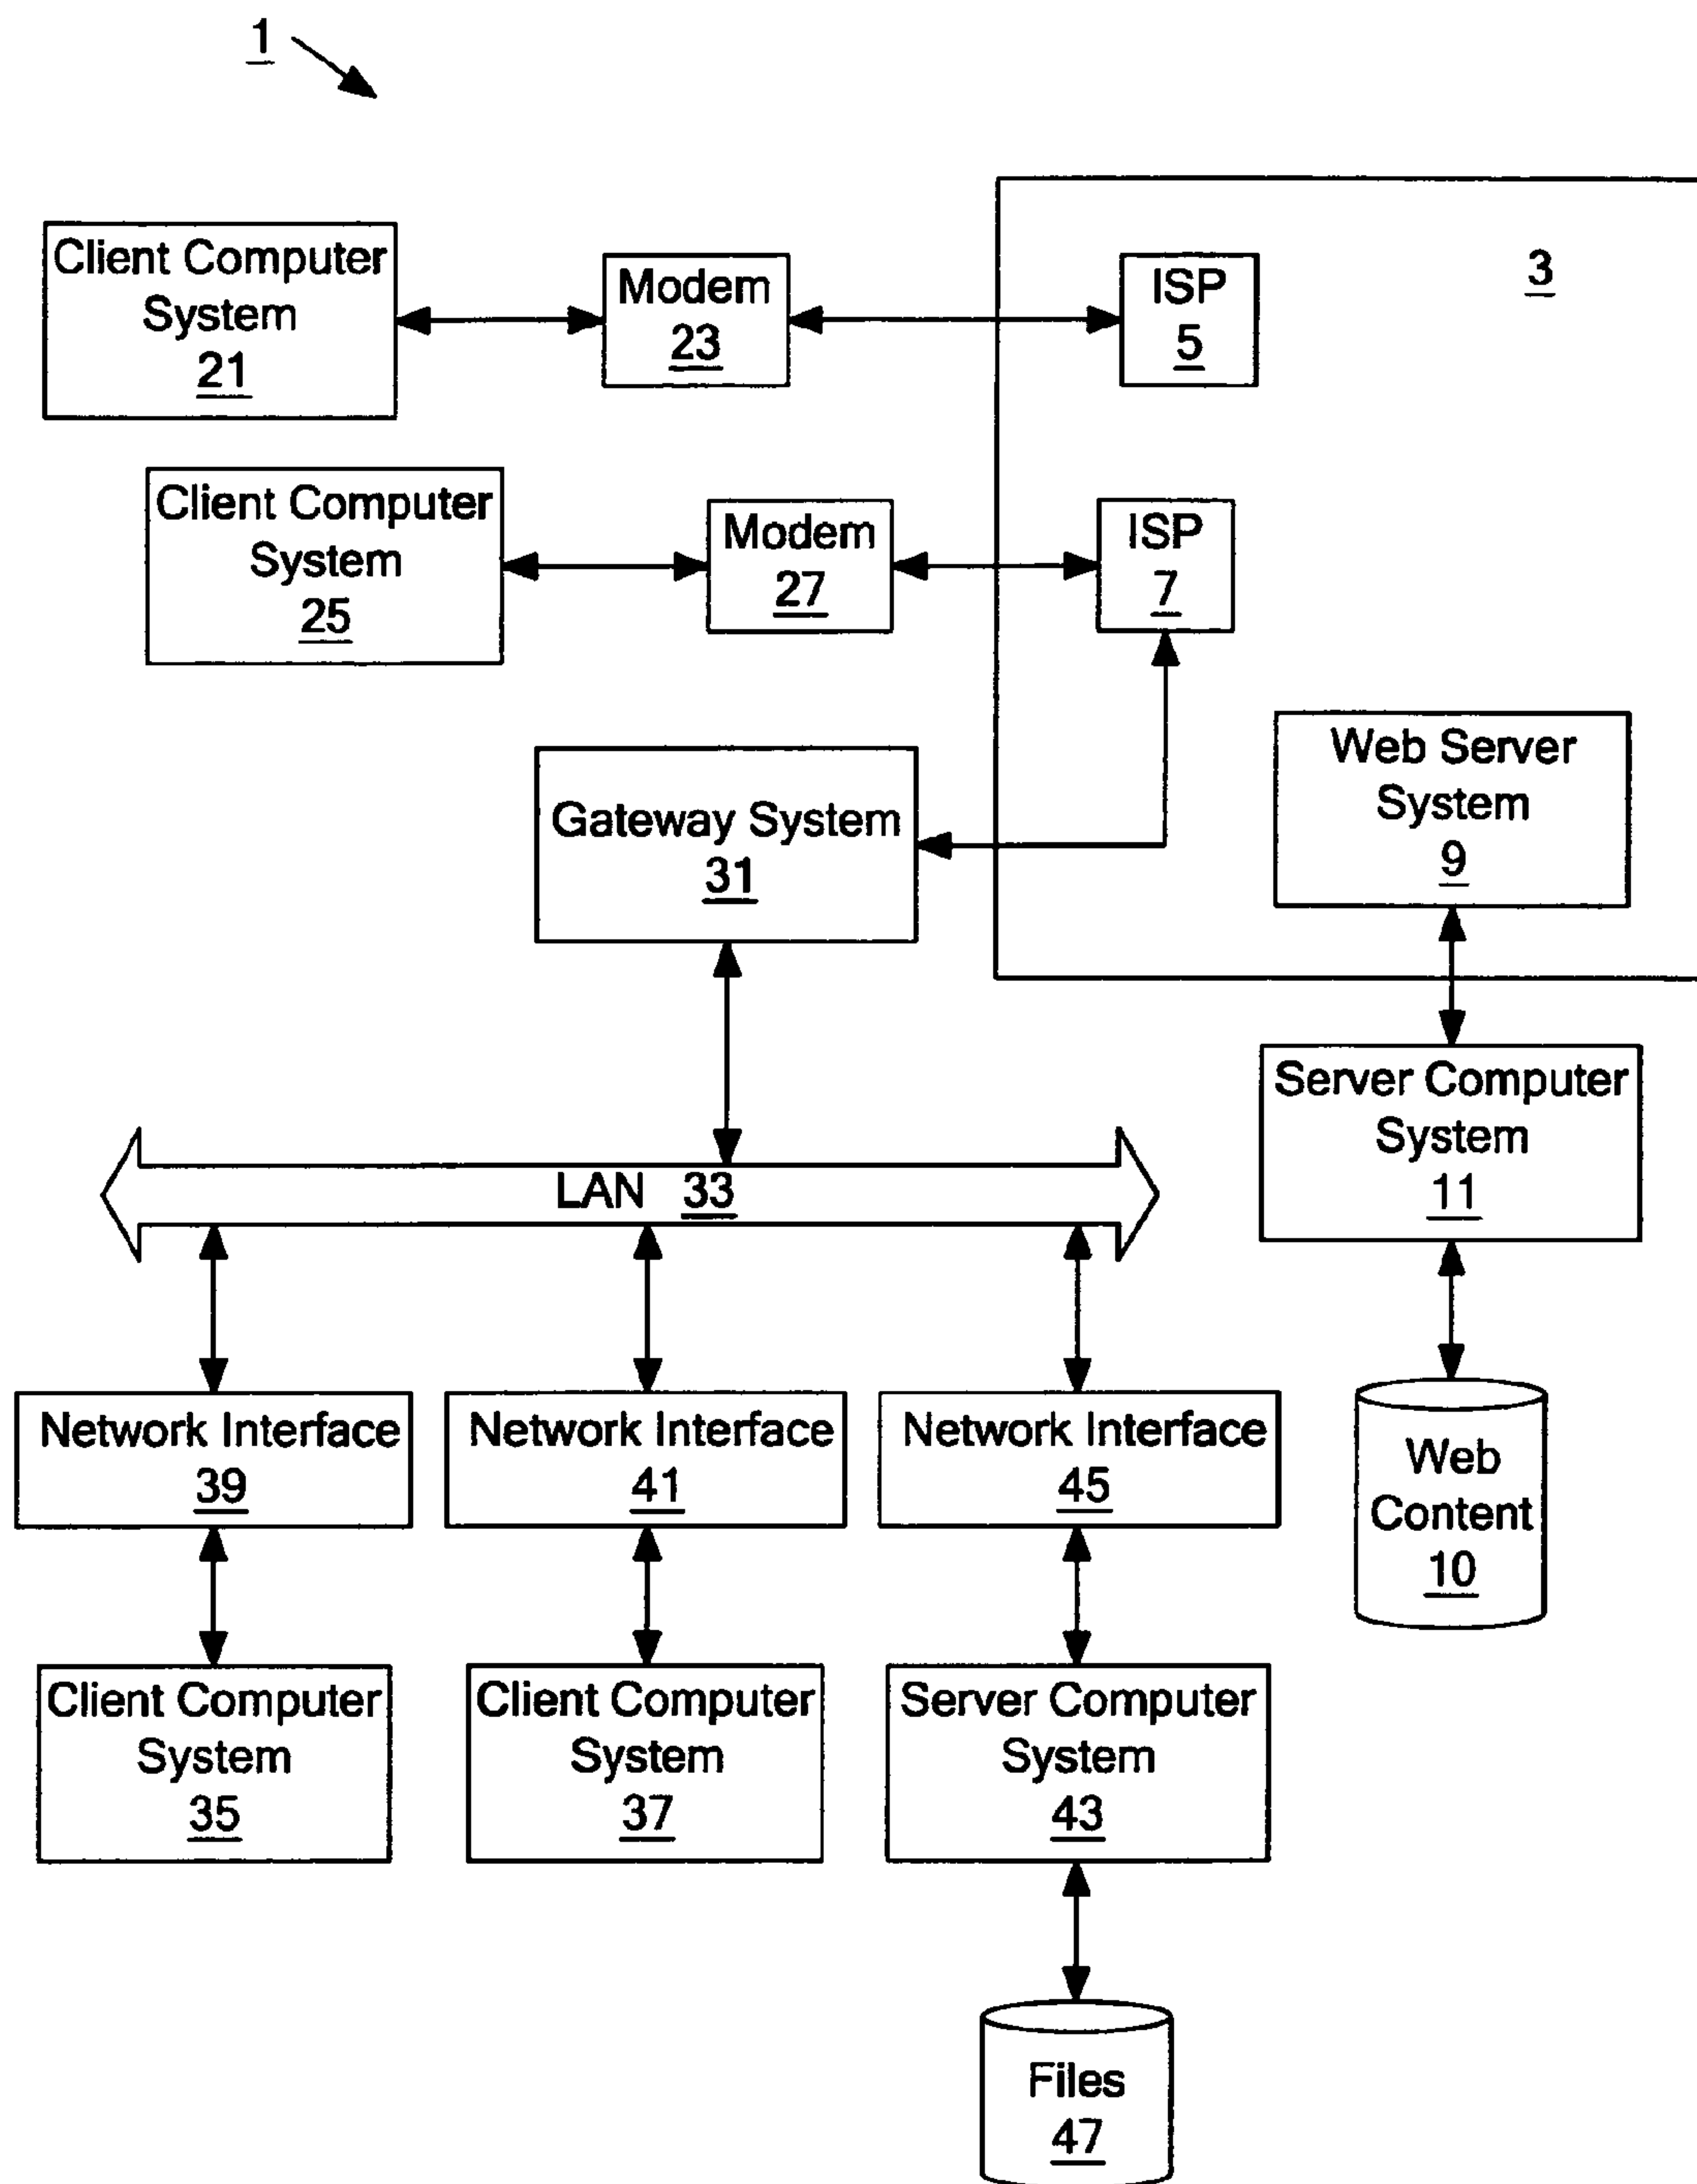 1
3
Client Computer
System
21
Modem
23
ISP
5
Client Computer
System
25
Modem
27
ISP
7
Gateway System
31
Web Server
System
9
Server Computer
System
11
LAN 33
Network Interface
39
Network Interface
41
Network Interface
45
Web
Content
10
Client Computer
System
35
Client Computer
System
37
Server Computer
System
43
Files
47